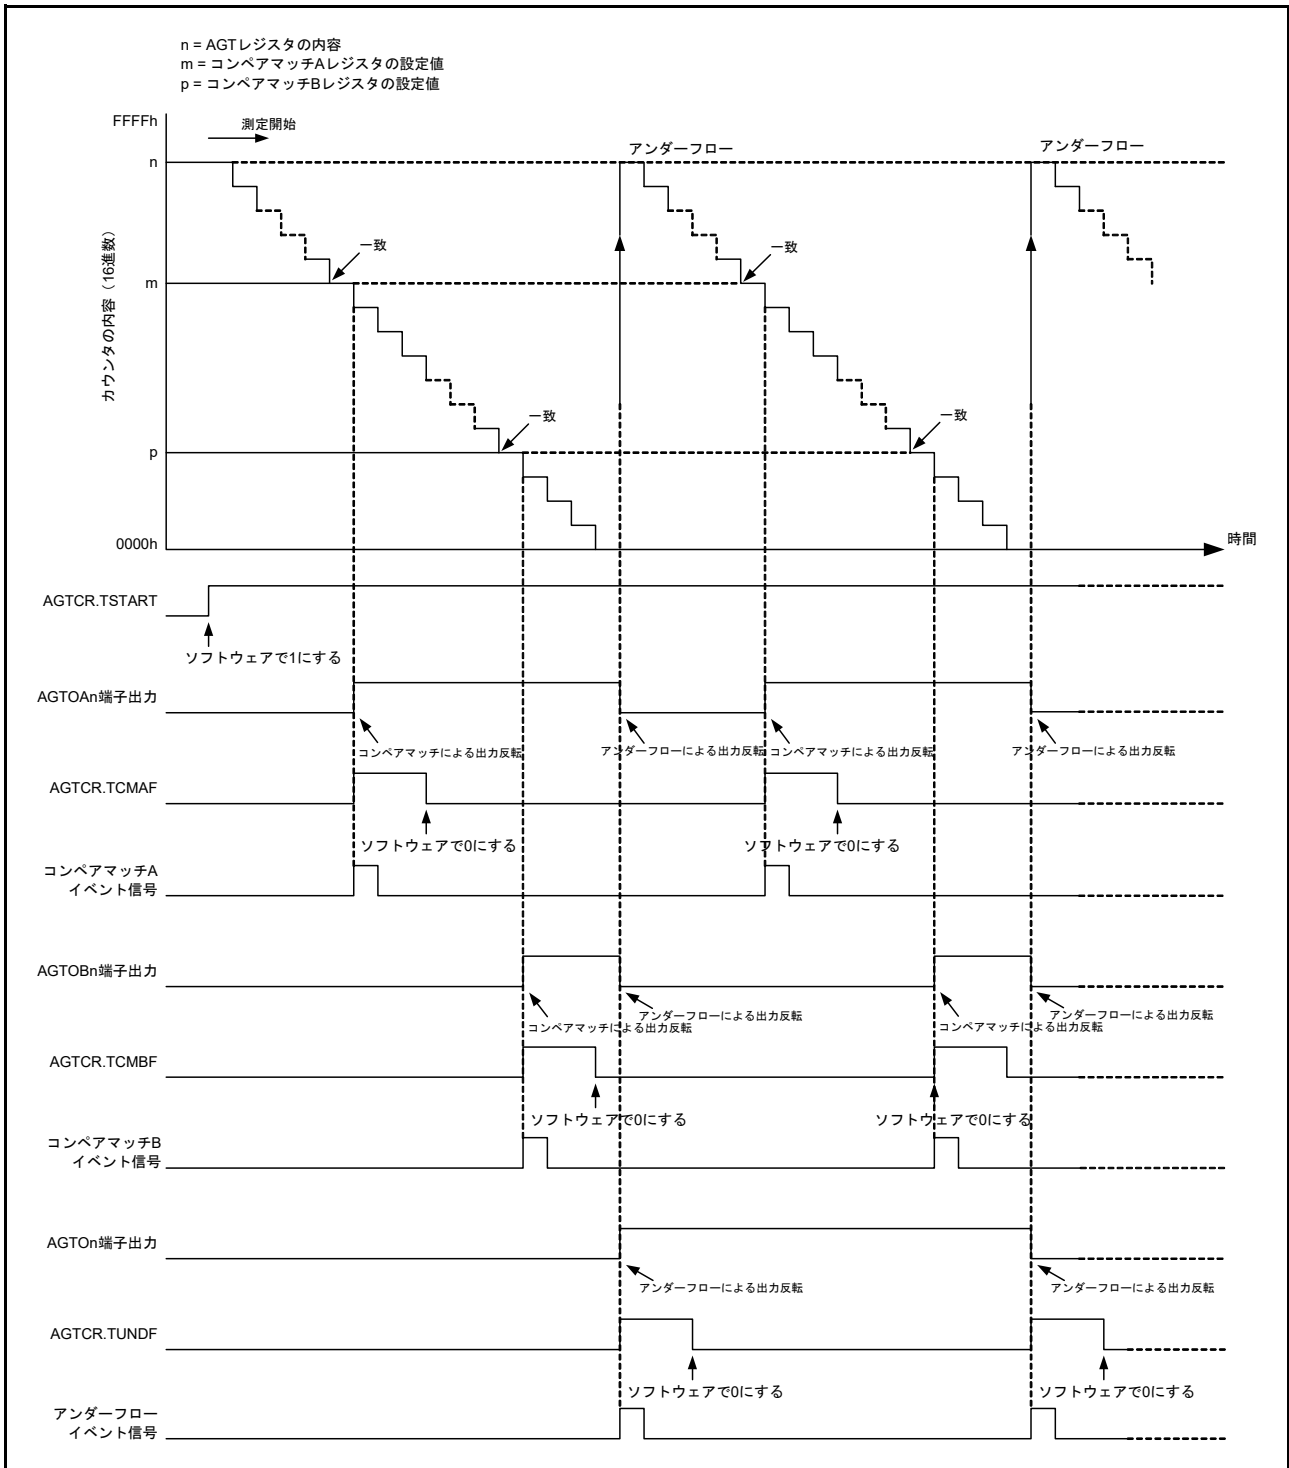 n = AGTレジスタの内容
m = コンペアマッチAレジスタの設定値
p = コンペアマッチBレジスタの設定値
FFFFh
測定開始
n
アンダーフロー
アンダーフロー
カウンタの内容（16進数）
一致
一致
m
一致
一致
p
0000h
時間
AGTCR.TSTART
ソフトウェアで1にする
AGTOAn端子出力
コンペアマッチによる出力反転
アンダーフローによる出力反転
コンペアマッチによる出力反転
アンダーフローによる出力反転
AGTCR.TCMAF
ソフトウェアで0にする
ソフトウェアで0にする
コンペアマッチA
イベント信号
AGTOBn端子出力
アンダーフローによる出力反転
アンダーフローによる出力反転
コンペアマッチによる出力反転
コンペアマッチによる出力反転
AGTCR.TCMBF
ソフトウェアで0にする
ソフトウェアで0にする
コンペアマッチB
イベント信号
AGTOn端子出力
アンダーフローによる出力反転
アンダーフローによる出力反転
AGTCR.TUNDF
ソフトウェアで0にする
ソフトウェアで0にする
アンダーフロー
イベント信号